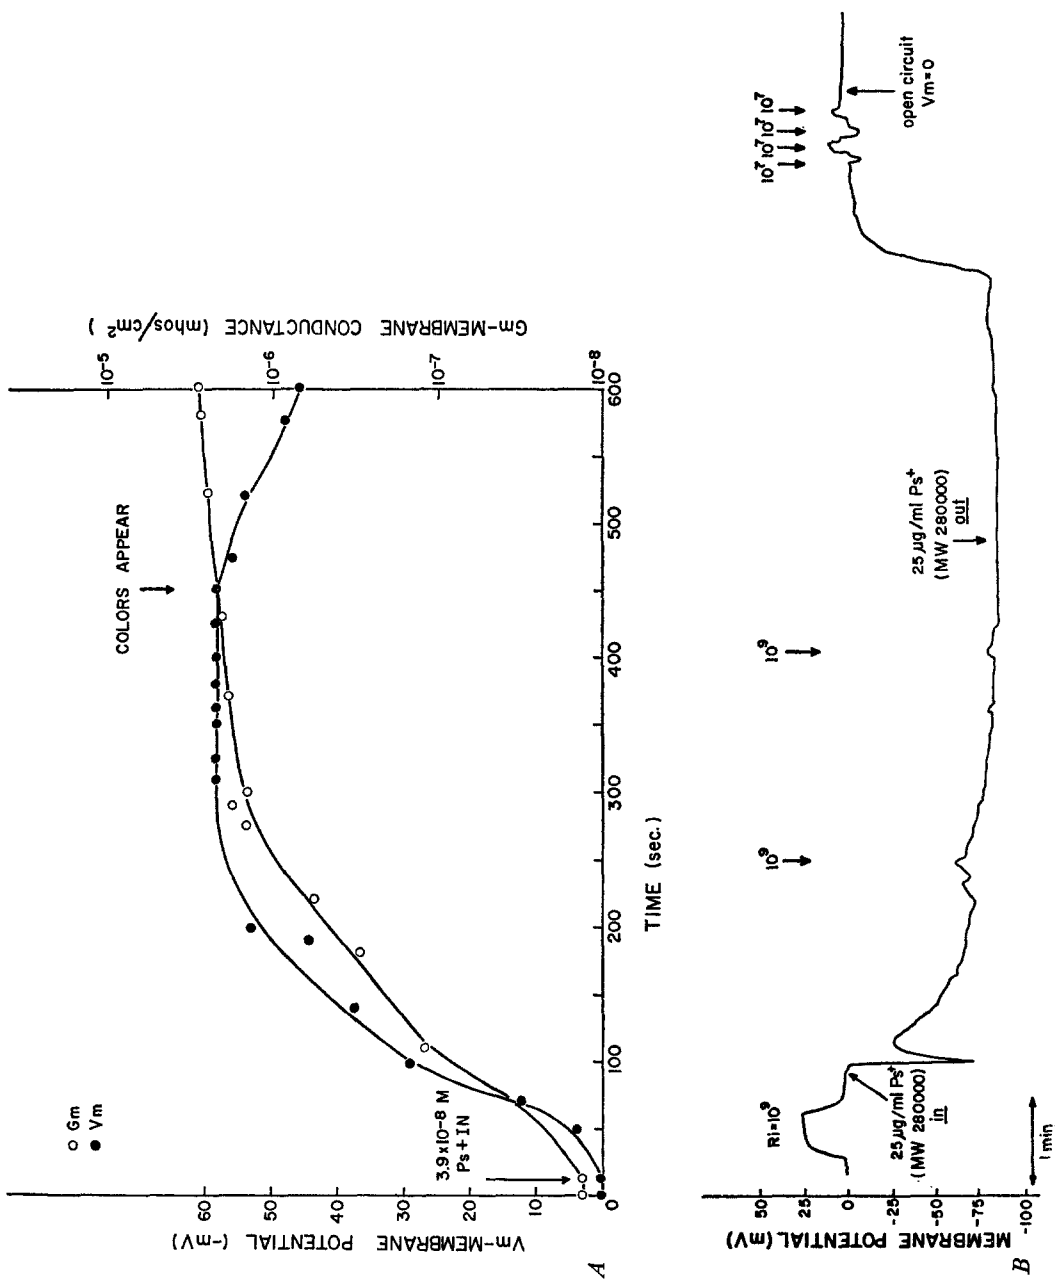 Gm
Vm
COLORS APPEAR
3.9x10-8 M
Ps+IN
Vm-MEMBRANE POTENTIAL (-mV)
60
50
40
30
20
10
0
100
200
300
400
500
600
TIME (sec.)
10-5
10-6
10-7
10-8
Gm-MEMBRANE CONDUCTANCE (mhos/cm²)
A
MEMBRANE POTENTIAL (mV)
50
25
0
-25
-50
-75
-100
Ri=10⁹
10⁹
10⁹
10⁷ 10⁷ 10⁷ 10⁷
25 µg/ml Ps⁺
(MW 280000)
in
25 µg/ml Ps⁺
(MW 280000)
out
open circuit
Vm=0
1 min
B